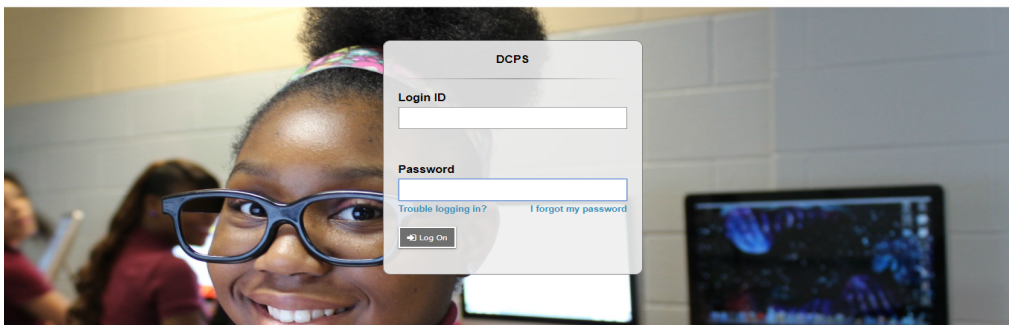 DCPS
Login ID
Password
Trouble logging in? I forgot my password
Log On